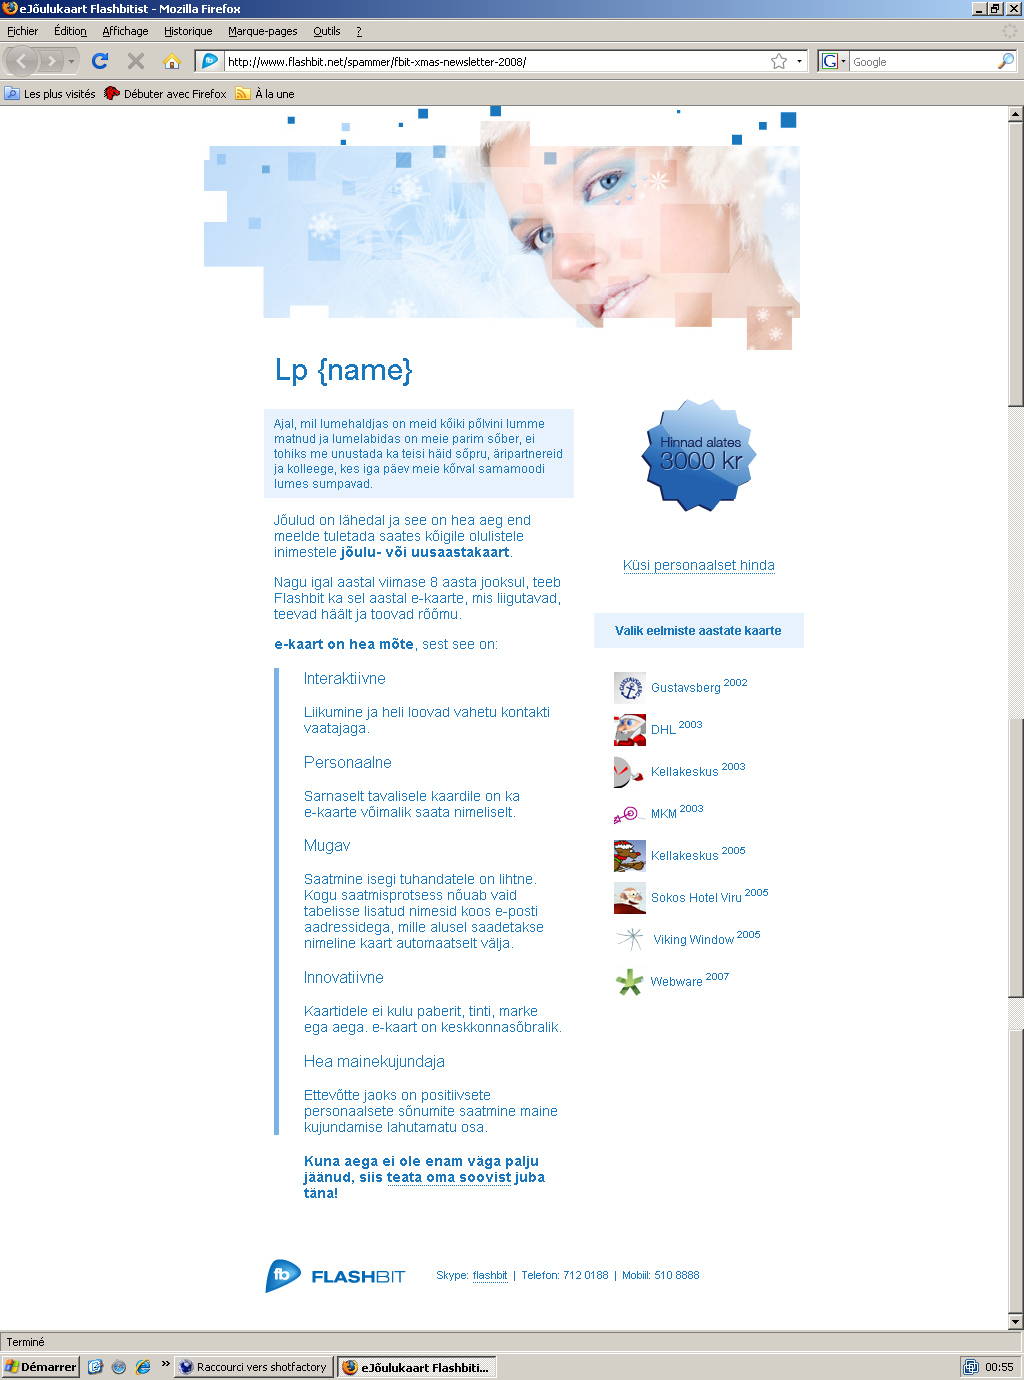 eJõulukaart Flashbitist - Mozilla Firefox
Fichier Édition Affichage Historique Marque-pages Outils ?
http://www.flashbit.net/spammer/fbit-xmas-newsletter-2008/
Google
Les plus visités Débuter avec Firefox À la une
Lp {name}
Ajal, mil lumehaldjas on meid kõiki põlvini lumme
matnud ja lumelabidas on meie parim sõber, ei
tohiks me unustada ka teisi häid sõpru, äripartnereid
ja kolleege, kes iga päev meie kõrval samamoodi
lumes sumpavad.
Jõulud on lähedal ja see on hea aeg end
meelde tuletada saates kõigile olulistele
inimestele jõulu- või uusaastakaart.
Nagu igal aastal viimase 8 aasta jooksul, teeb
Flashbit ka sel aastal e-kaarte, mis liigutavad,
teevad häält ja toovad rõõmu.
e-kaart on hea mõte, sest see on:
Interaktiivne
Liikumine ja heli loovad vahetu kontakti
vaatajaga.
Personaalne
Sarnaselt tavalisele kaardile on ka
e-kaarte võimalik saata nimeliselt.
Mugav
Saatmine isegi tuhandatele on lihtne.
Kogu saatmisprotsess nõuab vaid
tabelisse lisatud nimesid koos e-posti
aadressidega, mille alusel saadetakse
nimeline kaart automaatselt välja.
Innovatiivne
Kaartidele ei kulu paberit, tinti, marke
ega aega. e-kaart on keskkonnasõbralik.
Hea mainekujundaja
Ettevõtte jaoks on positiivsete
personaalsete sõnumite saatmine maine
kujundamise lahutamatu osa.
Kuna aega ei ole enam väga palju
jäänud, siis teata oma soovist juba
täna!
Hinnad alates
3000 kr
Küsi personaalset hinda
Valik eelmiste aastate kaarte
Gustavsberg 2002
DHL 2003
Kellakeskus 2003
MKM 2003
Kellakeskus 2005
Sokos Hotel Viru 2005
Viking Window 2005
Webware 2007
fb FLASHBIT
Skype: flashbit | Telefon: 712 0188 | Mobiil: 510 8888
Terminé
Démarrer » Raccourci vers shotfactory eJõulukaart Flashbiti... 00:55